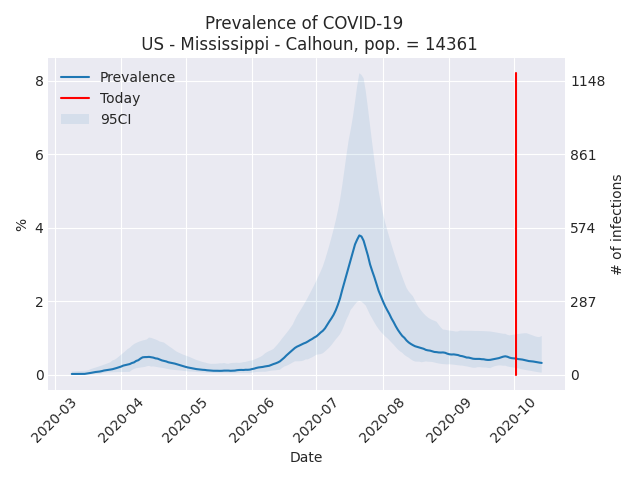 Prevalence of COVID-19
US - Mississippi - Calhoun, pop. = 14361
Prevalence
Today
95CI
8
6
4
2
0
%
1148
861
574
287
0
# of infections
2020-03
2020-04
2020-05
2020-06
2020-07
2020-08
2020-09
2020-10
Date